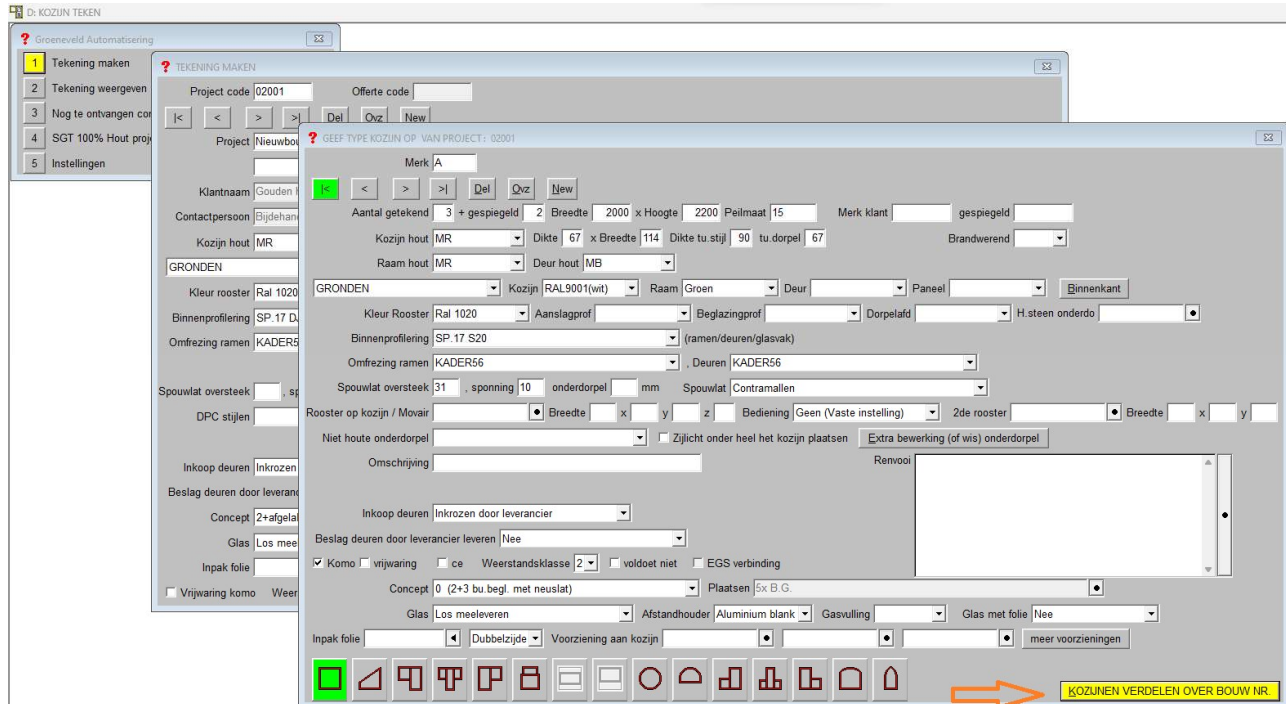 D: KOZIJN TEKEN
? Groeneveld Automatisering
1 Tekening maken
2 Tekening weergeven
3 Nog te ontvangen
4 SGT 100% Hout
5 Instellingen
? TEKENING MAKEN
Project code 02001 Offerte code
|< < > >| Del Ovz New
Project
Klantnaam Gouden
Contactpersoon
Kozijn hout MR
GRONDEN
Kleur rooster Ral 1020
Binnenprofilering SP.17
Omfrezing ramen
Spouwlat oversteek
DPC stijlen
Inkoop deuren Inkrozen
Beslag deuren door
Concept
Glas Los
Inpak folie
Vrijwaring komo
? GEEF TYPE KOZIJN OP VAN PROJECT: 02001
Merk A
|< < > >| Del Ovz New
Aantal getekend 3 + gespiegeld 2 Breedte 2000 x Hoogte 2200 Peilmaat 15 Merk klant gespiegeld
Kozijn hout MR Dikte 67 x Breedte 114 Dikte tu.stijl 90 tu.dorpel 67 Brandwerend
Raam hout MR Deur hout MB
GRONDEN Kozijn RAL9001(wit) Raam Groen Deur Paneel Binnenkant
Kleur Rooster Ral 1020 Aanslagprof Beglazingprof Dorpelafd H.steen onderdo
Binnenprofilering SP.17 S20 (ramen/deuren/glasvak)
Omfrezing ramen KADER56 , Deuren KADER56
Spouwlat oversteek 31 , sponning 10 onderdorpel mm Spouwlat Contramallen
Rooster op kozijn / Movair Breedte x y z Bediening Geen (Vaste instelling) 2de rooster Breedte x y
Niet houte onderdorpel Zijlicht onder heel het kozijn plaatsen Extra bewerking (of wis) onderdorpel
Omschrijving Renvooi
Inkoop deuren Inkrozen door leverancier
Beslag deuren door leverancier leveren Nee
Komo vrijwaring ce Weerstandsklasse 2 voldoet niet EGS verbinding
Concept 0 (2+3 bu.begl. met neuslat) Plaatsen 5x B.G.
Glas Los meeleveren Afstandhouder Aluminium blank Gasvulling Glas met folie Nee
Inpak folie Dubbelzijde Voorziening aan kozijn meer voorzieningen
KOZIJNEN VERDELEN OVER BOUW NR.